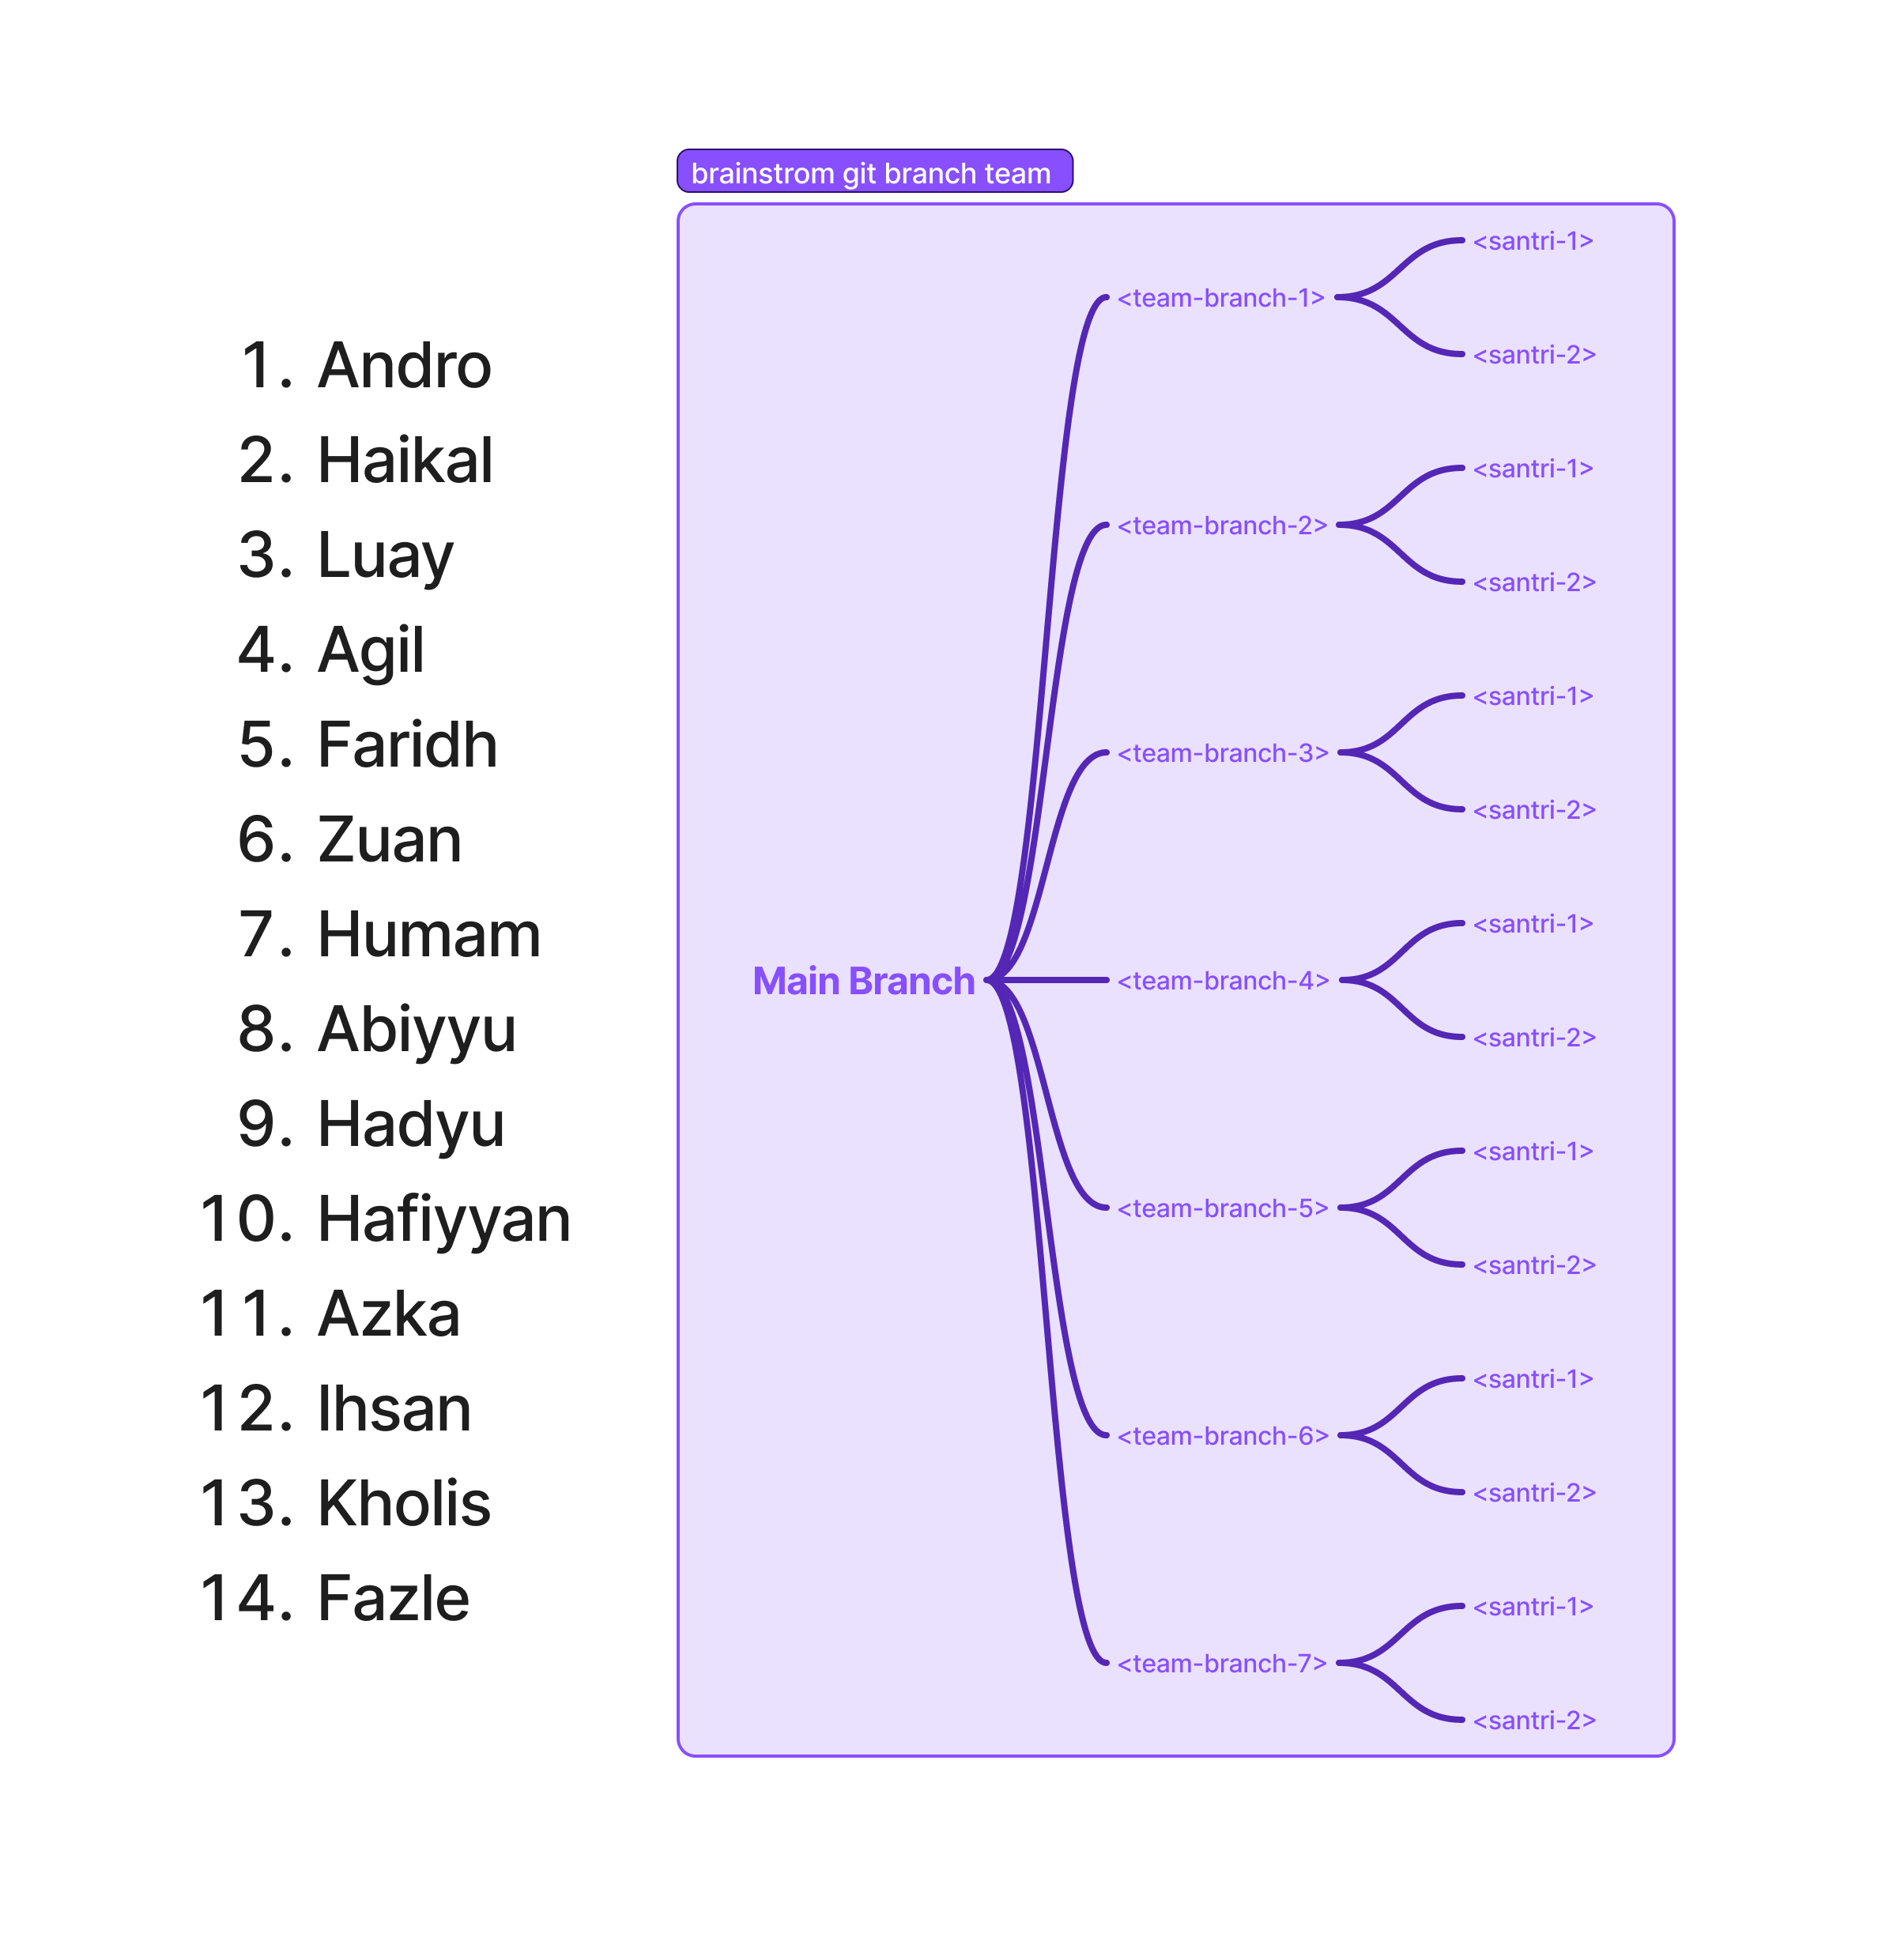 brainstrom git branch team
1. Andro
2. Haikal
3. Luay
4. Agil
5. Faridh
6. Zuan
7. Humam
8. Abiyyu
9. Hadyu
10. Hafiyyan
11. Azka
12. Ihsan
13. Kholis
14. Fazle
Main Branch
<team-branch-1>
<santri-1>
<santri-2>
<team-branch-2>
<santri-1>
<santri-2>
<team-branch-3>
<santri-1>
<santri-2>
<team-branch-4>
<santri-1>
<santri-2>
<team-branch-5>
<santri-1>
<santri-2>
<team-branch-6>
<santri-1>
<santri-2>
<team-branch-7>
<santri-1>
<santri-2>